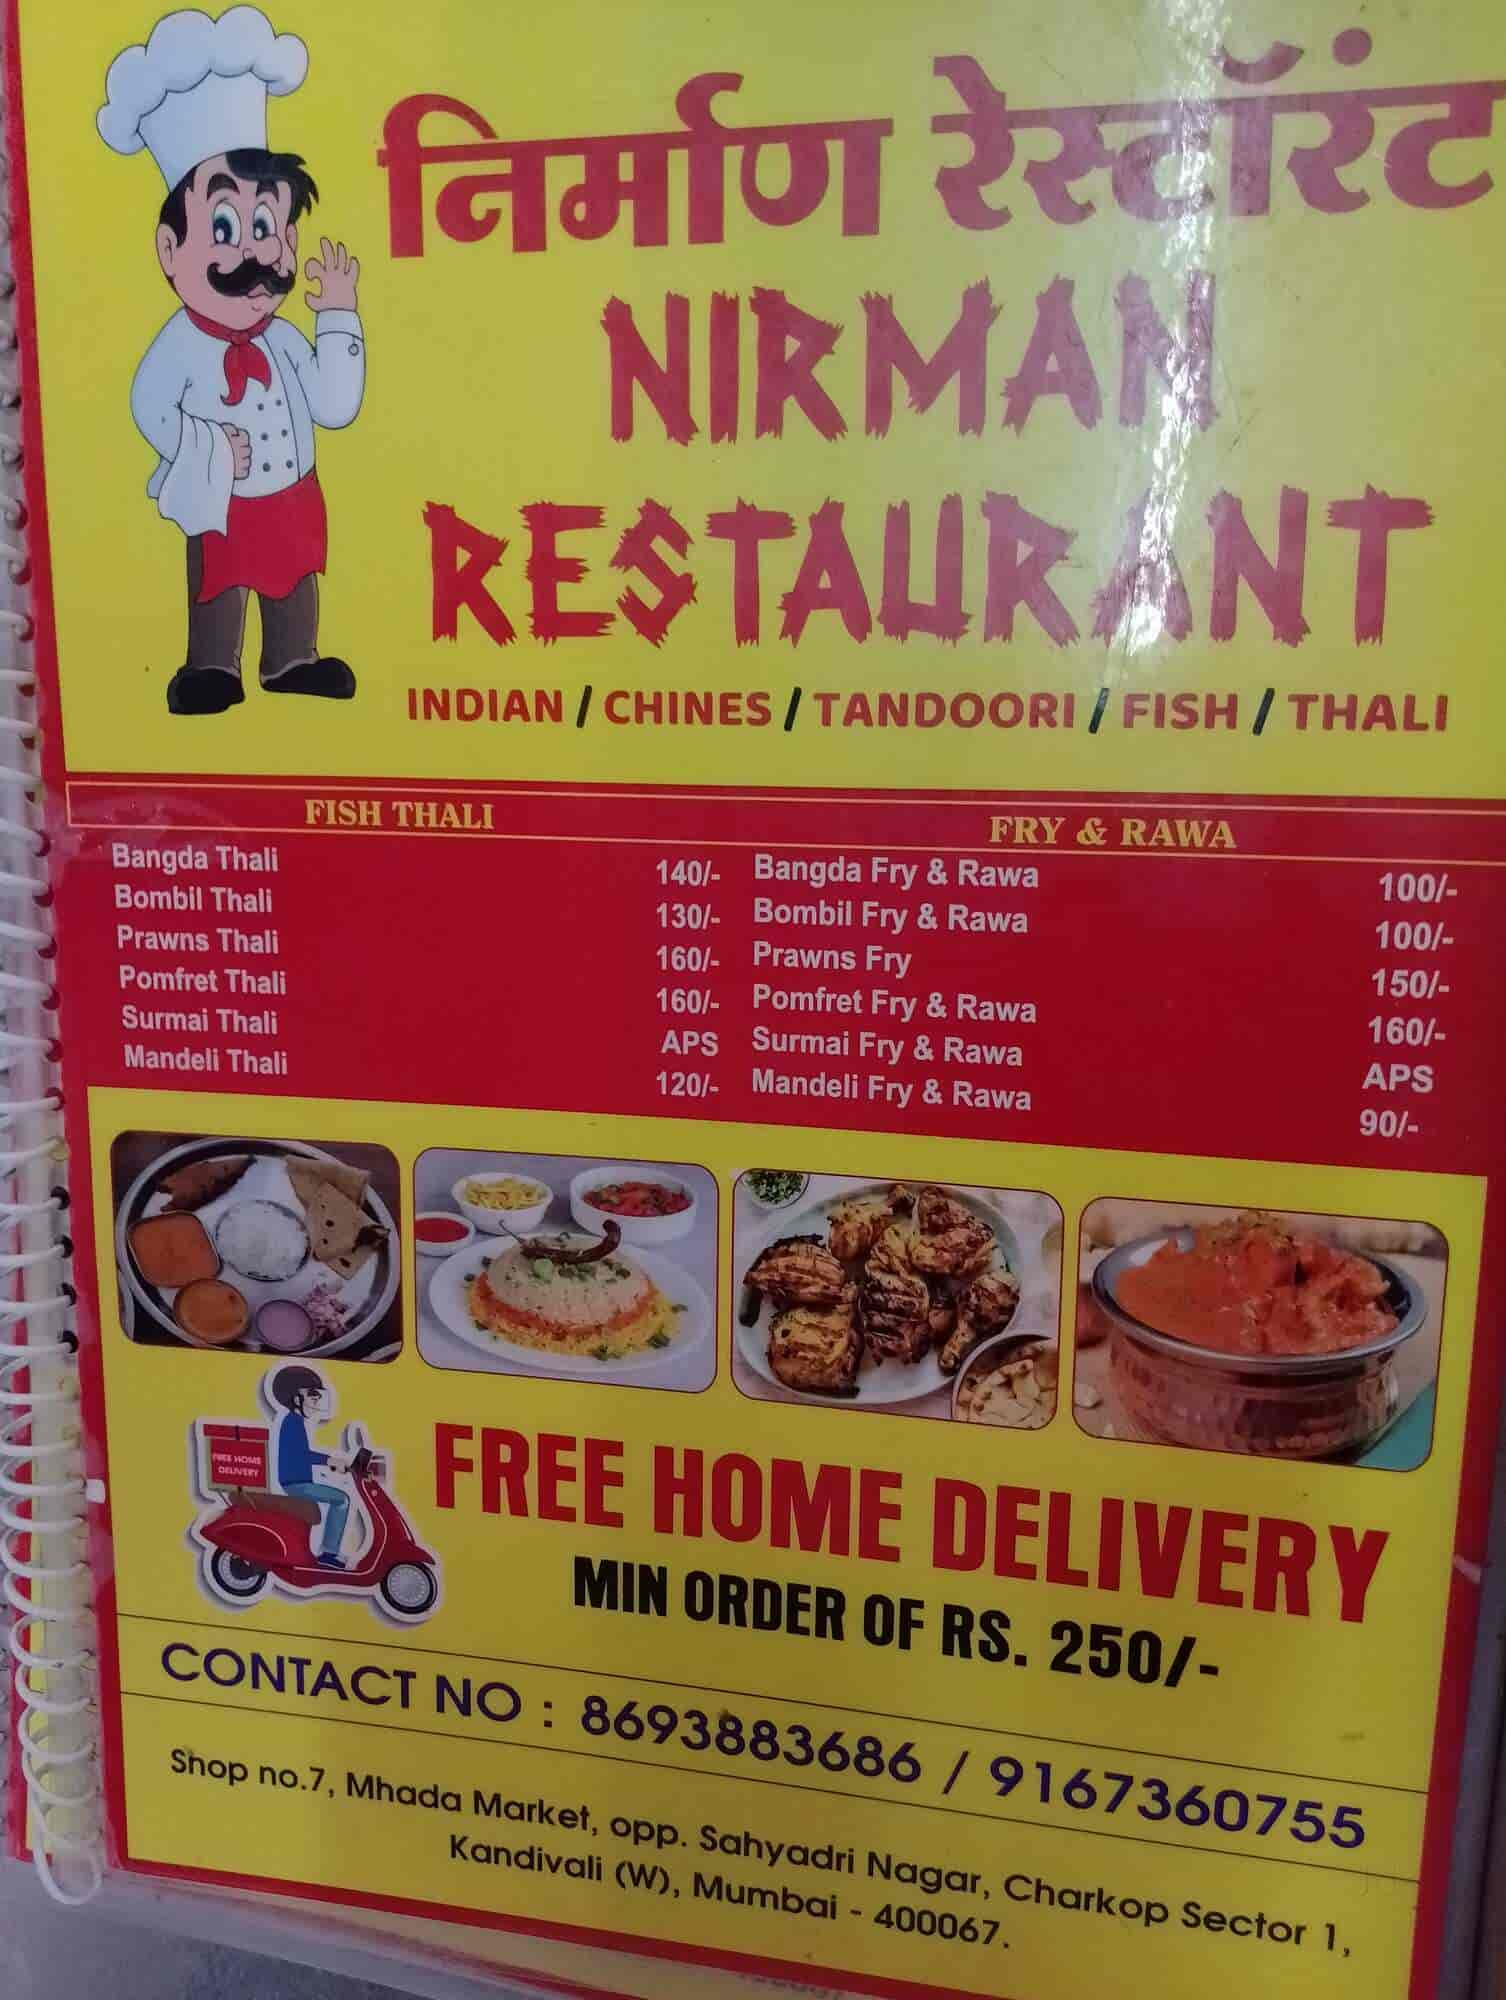 निर्माण रेस्टॉरंट
NIRMAN
RESTAURANT
INDIAN / CHINES / TANDOORI / FISH / THALI
FISH THALI
Bangda Thali 140/-
Bombil Thali 130/-
Prawns Thali 160/-
Pomfret Thali 160/-
Surmai Thali APS
Mandeli Thali 120/-
FRY & RAWA
Bangda Fry & Rawa 100/-
Bombil Fry & Rawa 100/-
Prawns Fry 150/-
Pomfret Fry & Rawa 160/-
Surmai Fry & Rawa APS
Mandeli Fry & Rawa 90/-
FREE HOME
DELIVERY
FREE HOME DELIVERY
MIN ORDER OF RS. 250/-
CONTACT NO : 8693883686 / 9167360755
Shop no.7, Mhada Market, opp. Sahyadri Nagar, Charkop Sector 1,
Kandivali (W), Mumbai - 400067.